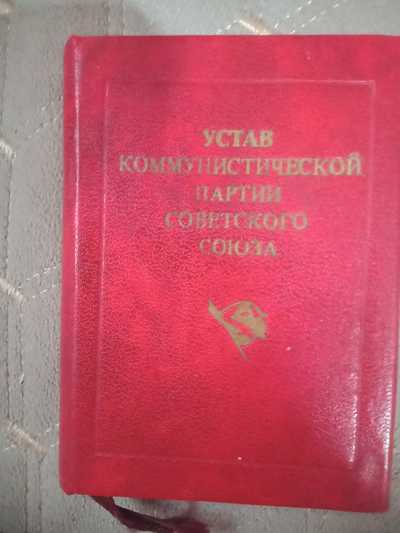 УСТАВ
КОММУНИСТИЧЕСКОЙ
ПАРТИИ
СОВЕТСКОГО
СОЮЗА